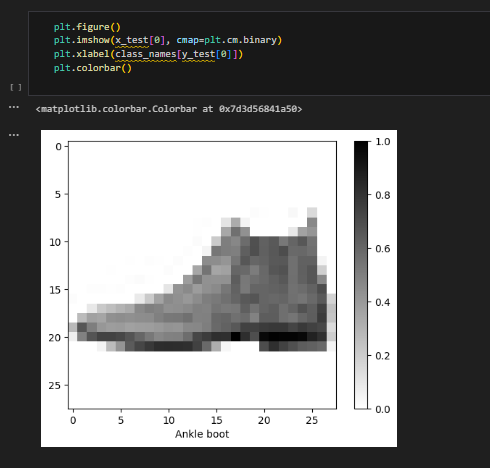 plt.figure()
plt.imshow(x_test[0], cmap=plt.cm.binary)
plt.xlabel(class_names[y_test[0]])
plt.colorbar()
[ ]
... <matplotlib.colorbar.Colorbar at 0x7d3d56841a50>
...
0
5
10
15
20
25
0 5 10 15 20 25
Ankle boot
1.0
0.8
0.6
0.4
0.2
0.0